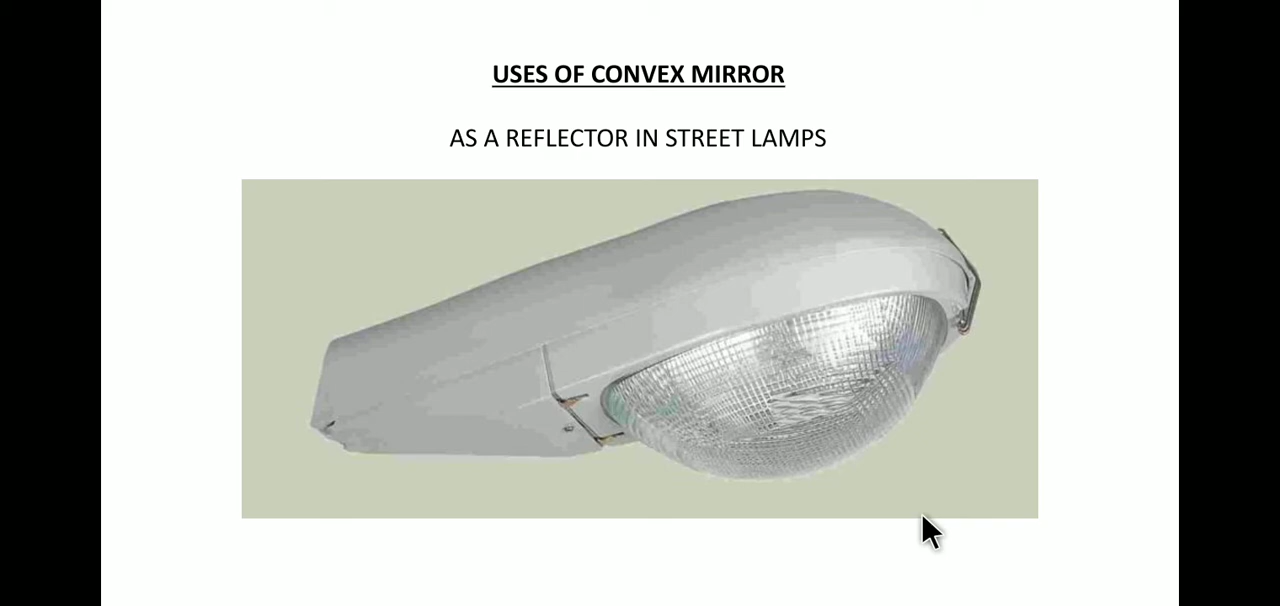 USES OF CONVEX MIRROR
AS A REFLECTOR IN STREET LAMPS